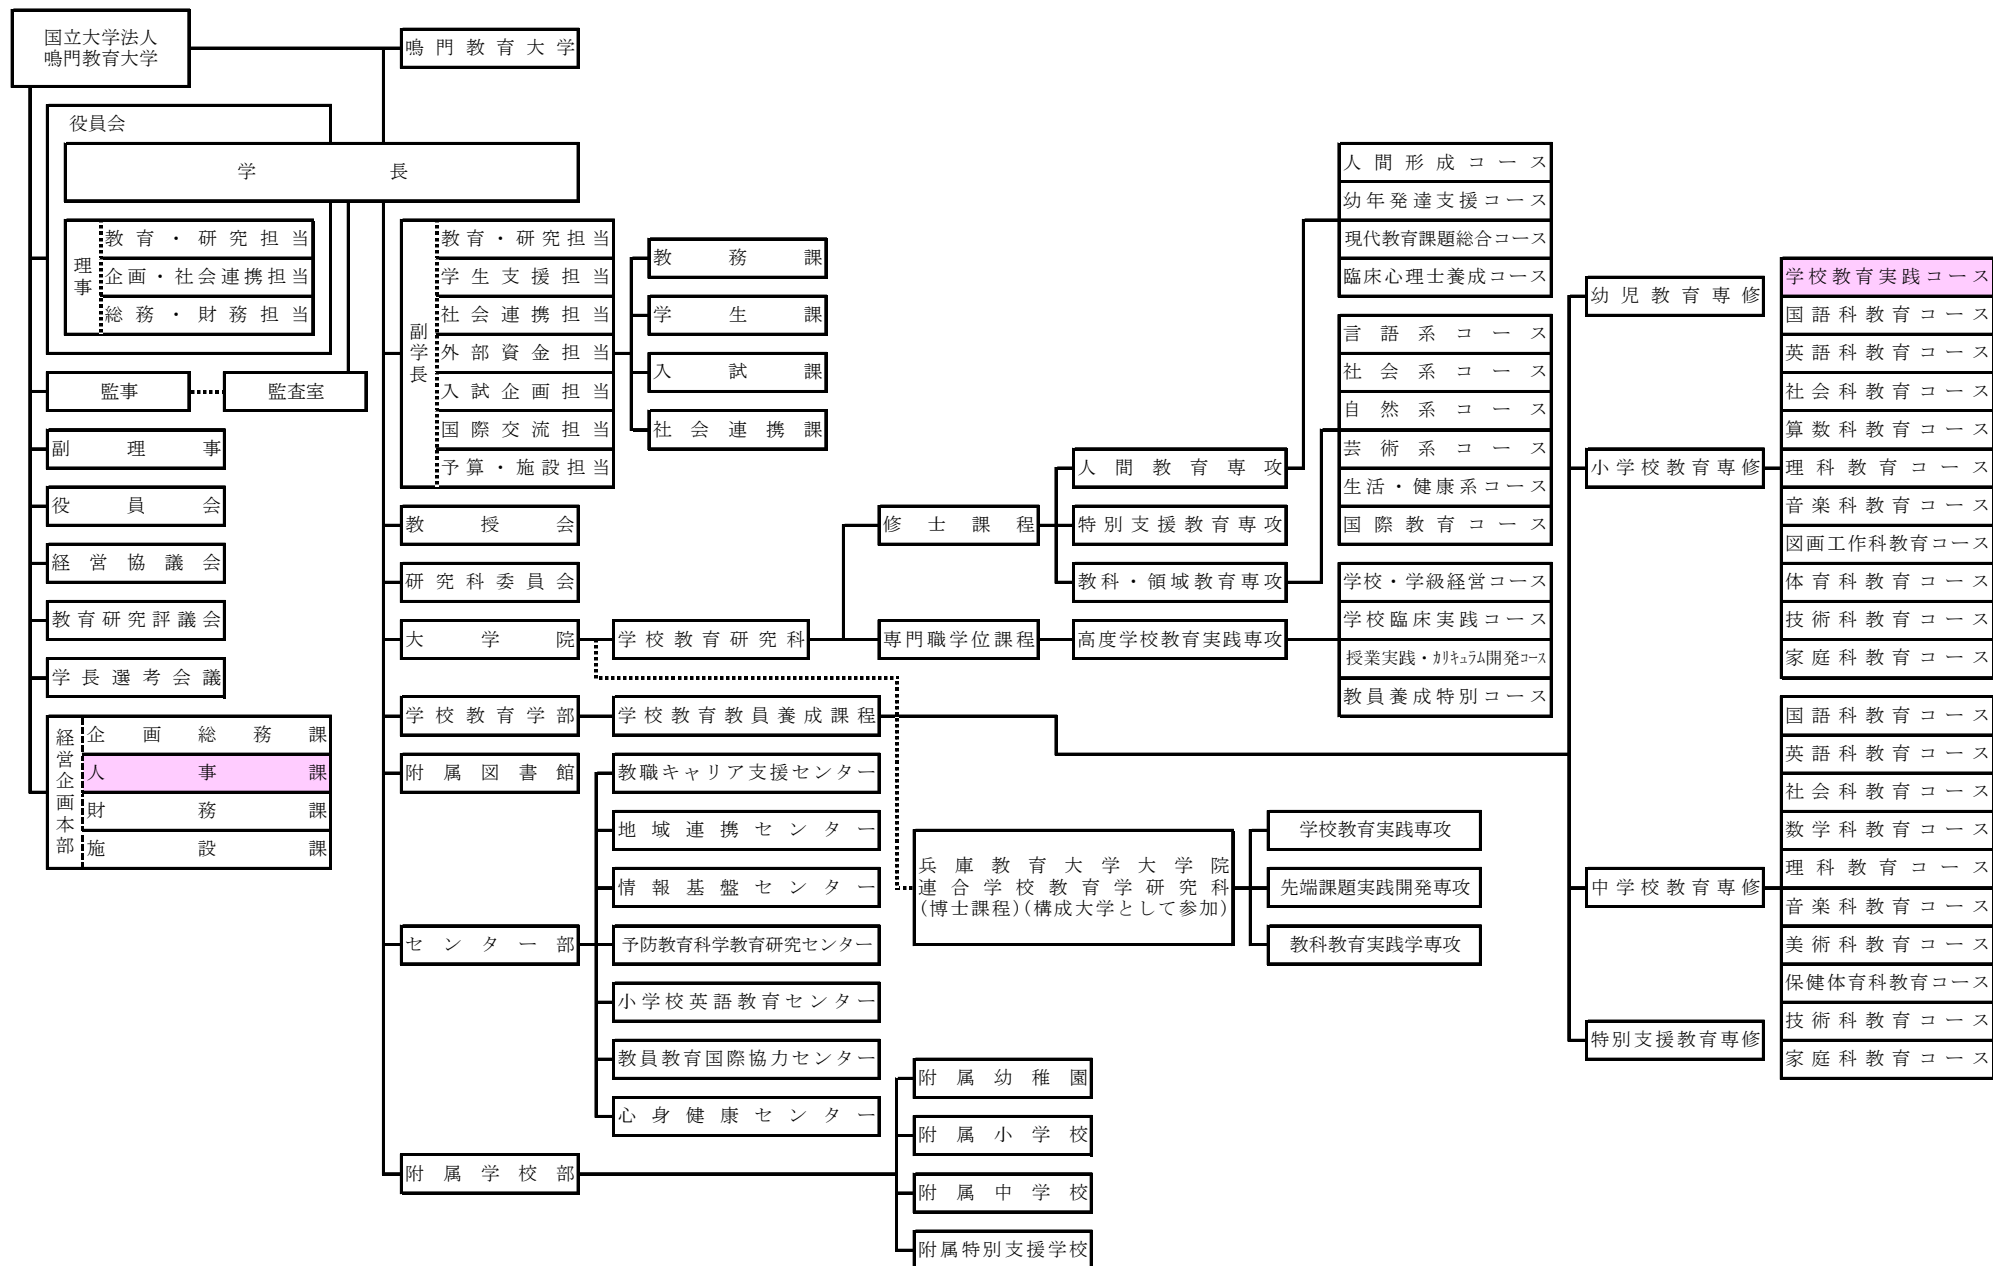 国立大学法人
鳴門教育大学
鳴門教育大学
役員会
学長
理事
教育・研究担当
企画・社会連携担当
総務・財務担当
監事
監査室
副理事
役員会
経営協議会
教育研究評議会
学長選考会議
経営企画本部
企画総務課
人事課
財務課
施設課
副学長
教育・研究担当
学生支援担当
社会連携担当
外部資金担当
入試企画担当
国際交流担当
予算・施設担当
教務課
学生課
入試課
社会連携課
教授会
研究科委員会
大学院
学校教育研究科
修士課程
人間教育専攻
特別支援教育専攻
教科・領域教育専攻
専門職学位課程
高度学校教育実践専攻
人間形成コース
幼年発達支援コース
現代教育課題総合コース
臨床心理士養成コース
言語系コース
社会系コース
自然系コース
芸術系コース
生活・健康系コース
国際教育コース
学校・学級経営コース
学校臨床実践コース
授業実践・カリキュラム開発コース
教員養成特別コース
学校教育学部
学校教育教員養成課程
幼児教育専修
小学校教育専修
中学校教育専修
特別支援教育専修
学校教育実践コース
国語科教育コース
英語科教育コース
社会科教育コース
算数科教育コース
理科教育コース
音楽科教育コース
図画工作科教育コース
体育科教育コース
技術科教育コース
家庭科教育コース
国語科教育コース
英語科教育コース
社会科教育コース
数学科教育コース
理科教育コース
音楽科教育コース
美術科教育コース
保健体育科教育コース
技術科教育コース
家庭科教育コース
附属図書館
センター部
教職キャリア支援センター
地域連携センター
情報基盤センター
予防教育科学教育研究センター
小学校英語教育センター
教員教育国際協力センター
心身健康センター
兵庫教育大学大学院
連合学校教育学研究科
(博士課程)(構成大学として参加)
学校教育実践専攻
先端課題実践開発専攻
教科教育実践学専攻
附属学校部
附属幼稚園
附属小学校
附属中学校
附属特別支援学校